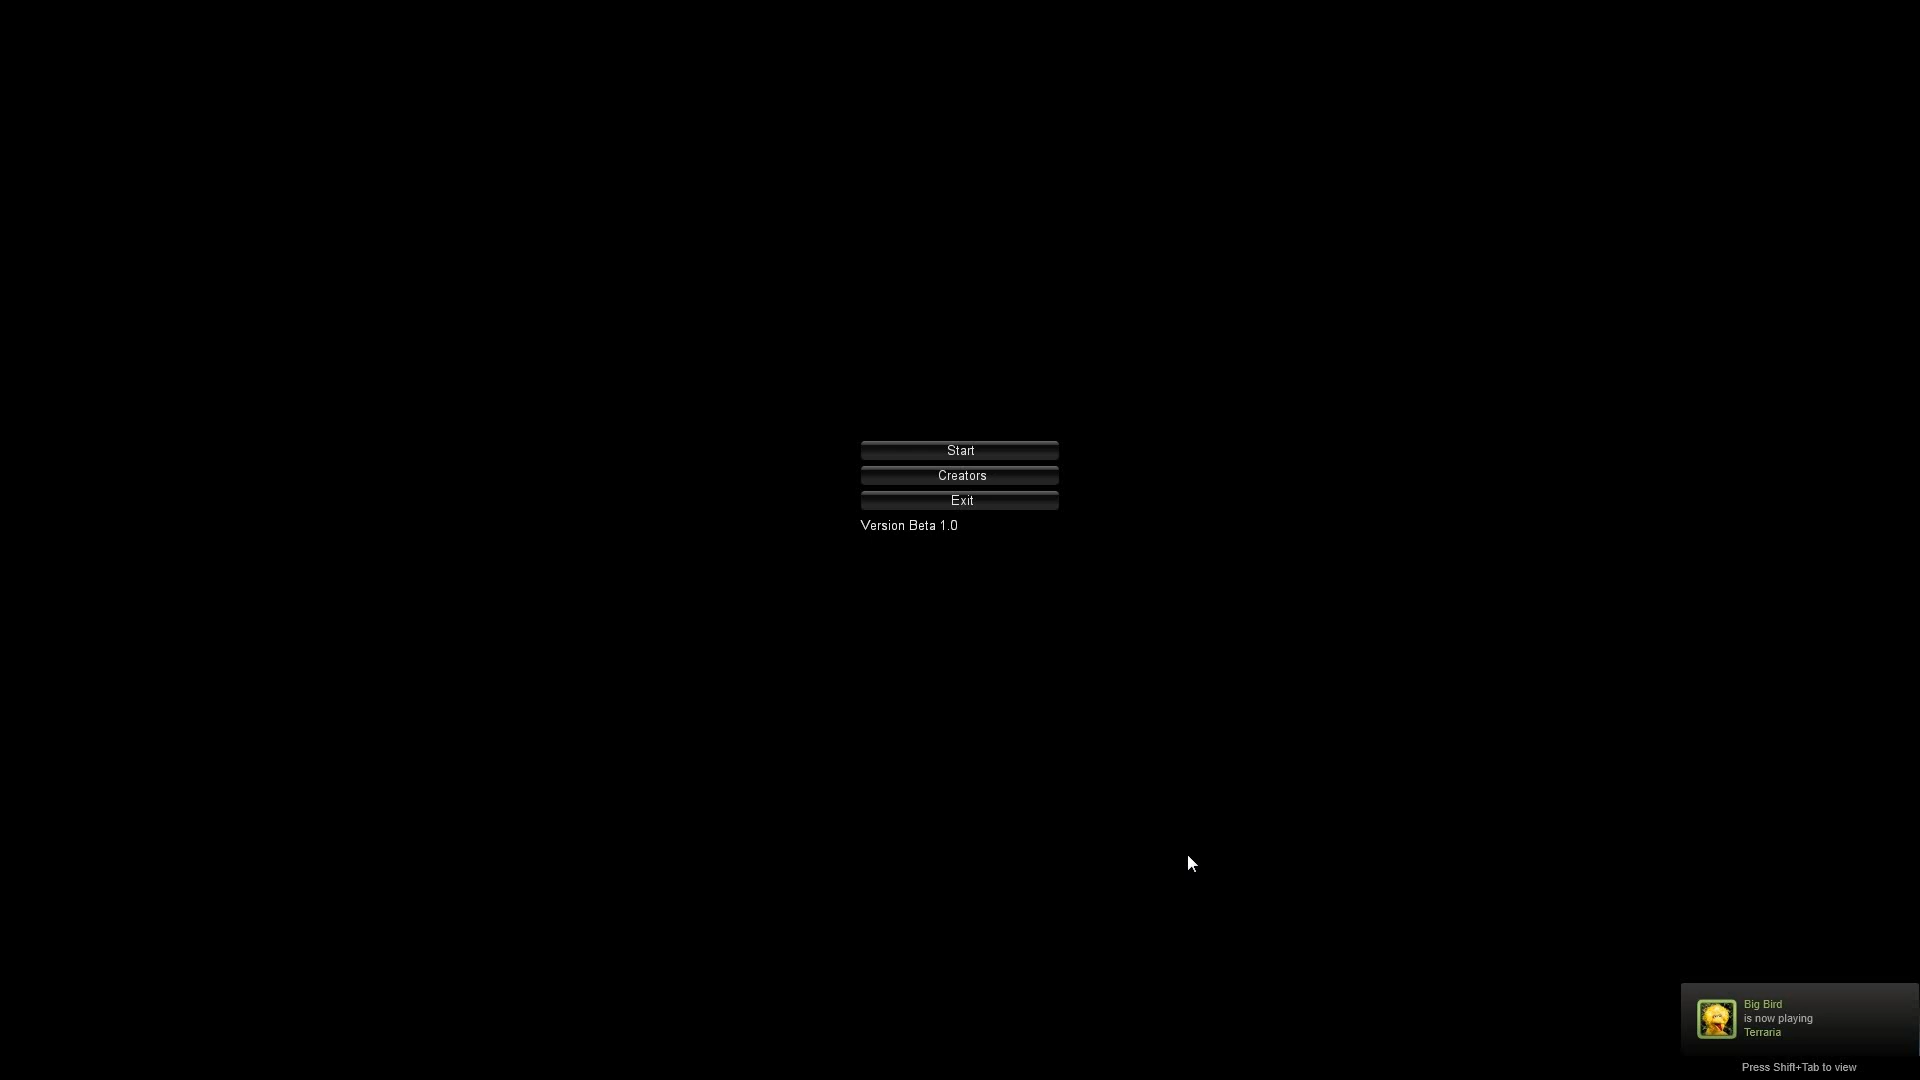 Start
Creators
Exit
Version Beta 1.0
Big Bird
is now playing
Terraria
Press Shift+Tab to view